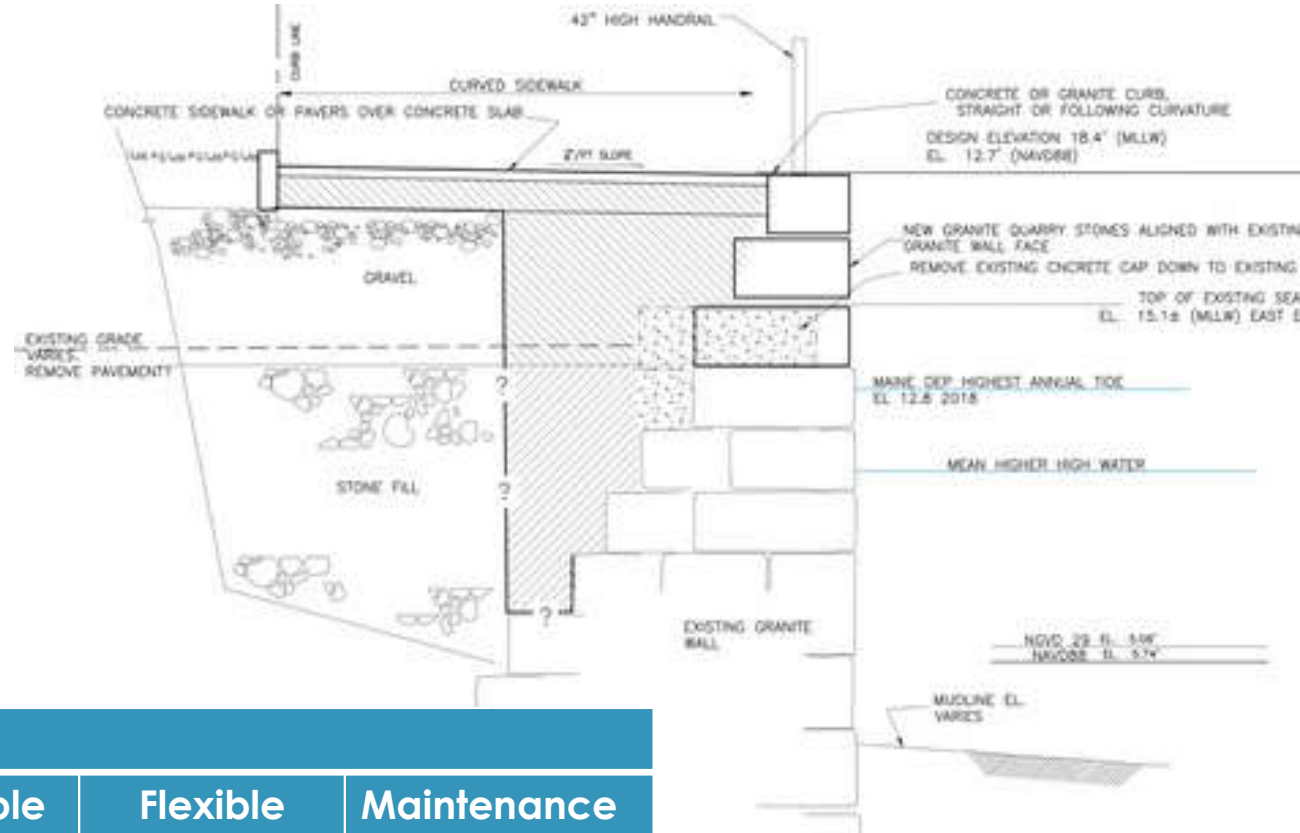 42" HIGH HANDRAIL
CURB LINE
CURVED SIDEWALK
CONCRETE SIDEWALK OR PAVERS OVER CONCRETE SLAB
CONCRETE OR GRANITE CURB,
STRAIGHT OR FOLLOWING CURVATURE
DESIGN ELEVATION 18.4' (MLLW)
EL. 12.7' (NAVD88)
/FT SLOPE
NEW GRANITE QUARRY STONES ALIGNED WITH EXISTIN
GRANITE WALL FACE
REMOVE EXISTING CNCRETE CAP DOWN TO EXISTING
GRAVEL
TOP OF EXISTING SEA
EL. 15.1± (MLLW) EAST E
EXISTING GRADE
VARIES.
REMOVE PAVEMENT?
?
MAINE DEP HIGHEST ANNUAL TIDE
EL 12.8 2018
MEAN HIGHER HIGH WATER
STONE FILL
?
?
EXISTING GRANITE
WALL
NGVD 29 EL.
NAVD88 EL. 5.74'
MUDLINE EL.
VARIES
ble Flexible Maintenance